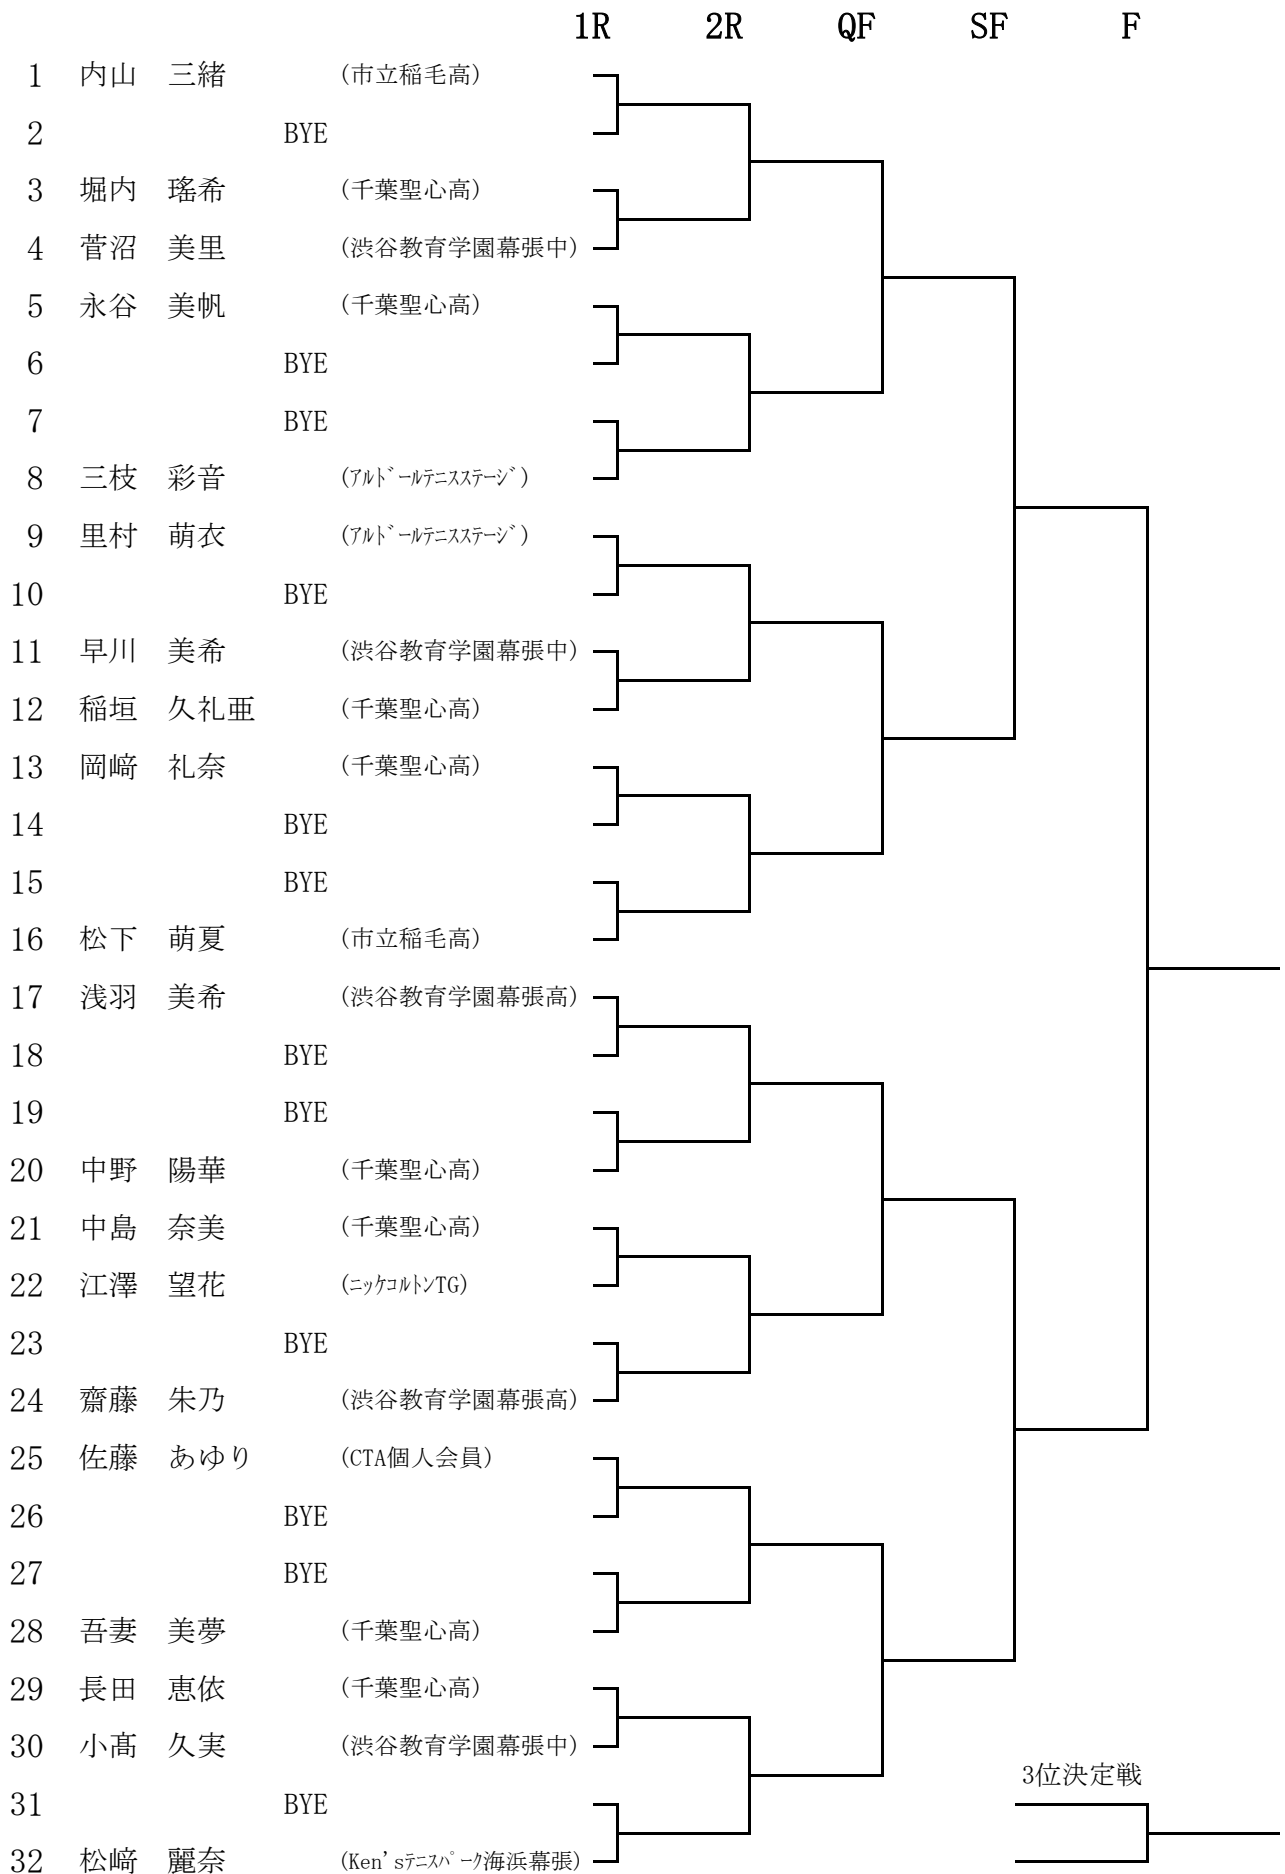 1R 2R QF SF F
1 内山 三緒 (市立稲毛高)
2 BYE
3 堀内 瑤希 (千葉聖心高)
4 菅沼 美里 (渋谷教育学園幕張中)
5 永谷 美帆 (千葉聖心高)
6 BYE
7 BYE
8 三枝 彩音 (ｱﾙﾄﾞｰﾙﾃﾆｽｽﾃｰｼﾞ)
9 里村 萌衣 (ｱﾙﾄﾞｰﾙﾃﾆｽｽﾃｰｼﾞ)
10 BYE
11 早川 美希 (渋谷教育学園幕張中)
12 稲垣 久礼亜 (千葉聖心高)
13 岡﨑 礼奈 (千葉聖心高)
14 BYE
15 BYE
16 松下 萌夏 (市立稲毛高)
17 浅羽 美希 (渋谷教育学園幕張高)
18 BYE
19 BYE
20 中野 陽華 (千葉聖心高)
21 中島 奈美 (千葉聖心高)
22 江澤 望花 (ﾆｯｹｺﾙﾄﾝTG)
23 BYE
24 齋藤 朱乃 (渋谷教育学園幕張高)
25 佐藤 あゆり (CTA個人会員)
26 BYE
27 BYE
28 吾妻 美夢 (千葉聖心高)
29 長田 恵依 (千葉聖心高)
30 小髙 久実 (渋谷教育学園幕張中)
3位決定戦
31 BYE
32 松﨑 麗奈 (Ken'sﾃﾆｽﾊﾟｰｸ海浜幕張)